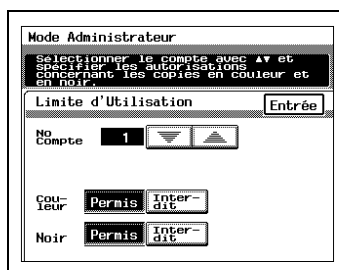 Mode Administrateur
Sélectionner le compte avec ▲▼ et
spécifier les autorisations
concernant les copies en couleur et
en noir.
Limite d'Utilisation
Entrée
No
Compte
1
Cou-
leur
Permis
Inter-
dit
Noir
Permis
Inter-
dit